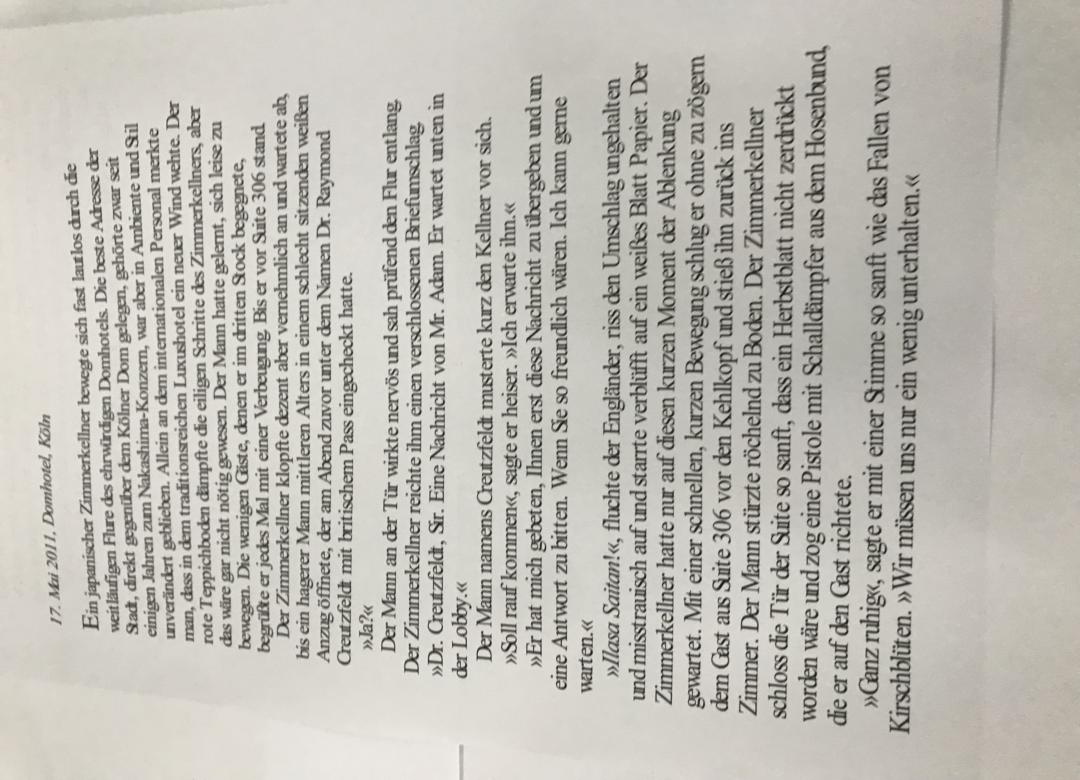 17. Mai 2011, Domhotel, Köln
Ein japanischer Zimmerkellner bewegte sich fast lautlos durch die
weitläufigen Flure des ehrwürdigen Domhotels. Die beste Adresse der
Stadt, direkt gegenüber dem Kölner Dom gelegen, gehörte zwar seit
einigen Jahren zum Nakashima-Konzern, war aber in Ambiente und Stil
unverändert geblieben. Allein an dem internationalen Personal merkte
man, dass in dem traditionsreichen Luxushotel ein neuer Wind wehte. Der
rote Teppichboden dämpfte die eiligen Schritte des Zimmerkellners, aber
das wäre gar nicht nötig gewesen. Der Mann hatte gelernt, sich leise zu
bewegen. Die wenigen Gäste, denen er im dritten Stock begegnete,
begrüßte er jedes Mal mit einer Verbeugung. Bis er vor Suite 306 stand.
Der Zimmerkellner klopfte dezent aber vernehmlich an und wartete ab,
bis ein hagerer Mann mittleren Alters in einem schlecht sitzenden weißen
Anzug öffnete, der am Abend zuvor unter dem Namen Dr. Raymond
Creutzfeldt mit britischem Pass eingecheckt hatte.
»Ja?«
Der Mann an der Tür wirkte nervös und sah prüfend den Flur entlang.
Der Zimmerkellner reichte ihm einen verschlossenen Briefumschlag.
»Dr. Creutzfeldt, Sir. Eine Nachricht von Mr. Adam. Er wartet unten in
der Lobby.«
Der Mann namens Creutzfeldt musterte kurz den Kellner vor sich.
»Soll rauf kommen«, sagte er heiser. »Ich erwarte ihn.«
»Er hat mich gebeten, Ihnen erst diese Nachricht zu übergeben und um
eine Antwort zu bitten. Wenn Sie so freundlich wären. Ich kann gerne
warten.«
»Ilasa Saitan!«, fluchte der Engländer, riss den Umschlag ungehalten
und misstrauisch auf und starrte verblüfft auf ein weißes Blatt Papier. Der
Zimmerkellner hatte nur auf diesen kurzen Moment der Ablenkung
gewartet. Mit einer schnellen, kurzen Bewegung schlug er ohne zu zögern
dem Gast aus Suite 306 vor den Kehlkopf und stieß ihn zurück ins
Zimmer. Der Mann stürzte röchelnd zu Boden. Der Zimmerkellner
schloss die Tür der Suite so sanft, dass ein Herbstblatt nicht zerdrückt
worden wäre und zog eine Pistole mit Schalldämpfer aus dem Hosenbund,
die er auf den Gast richtete.
»Ganz ruhig«, sagte er mit einer Stimme so sanft wie das Fallen von
Kirschblüten. »Wir müssen uns nur ein wenig unterhalten.«